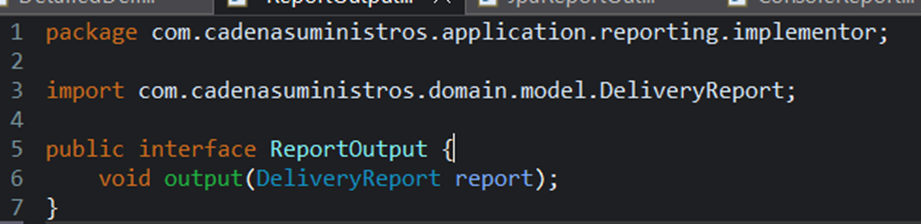 ReportOutput...
1 package com.cadenasuministros.application.reporting.implementor;
2
3 import com.cadenasuministros.domain.model.DeliveryReport;
4
5 public interface ReportOutput {
6     void output(DeliveryReport report);
7 }